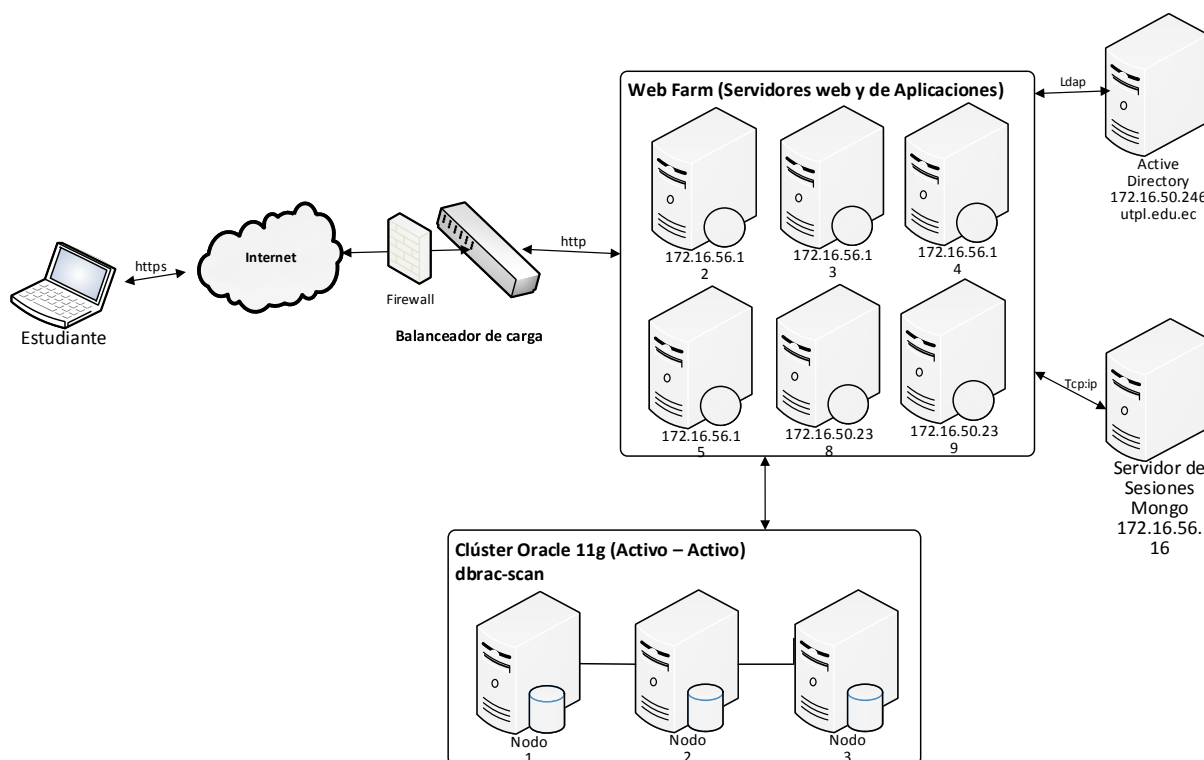 Web Farm (Servidores web y de Aplicaciones)
172.16.56.1
2
172.16.56.1
3
172.16.56.1
4
172.16.56.1
5
172.16.50.23
8
172.16.50.23
9
Ldap
Active
Directory
172.16.50.246
utpl.edu.ec
Estudiante
https
Internet
Firewall
Balanceador de carga
http
Tcp:ip
Servidor de
Sesiones
Mongo
172.16.56.
16
Clúster Oracle 11g (Activo – Activo)
dbrac-scan
Nodo
1
Nodo
2
Nodo
3